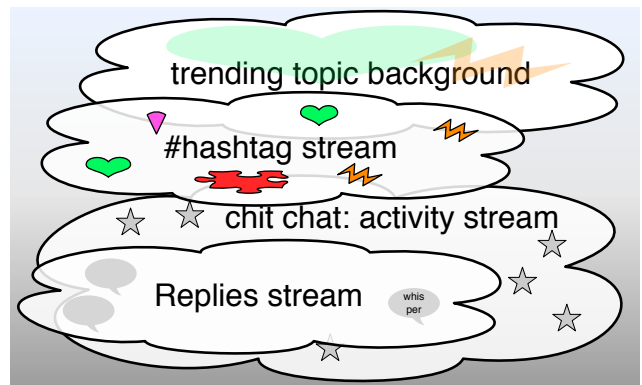 trending topic background
#hashtag stream
chit chat: activity stream
Replies stream
whis
per